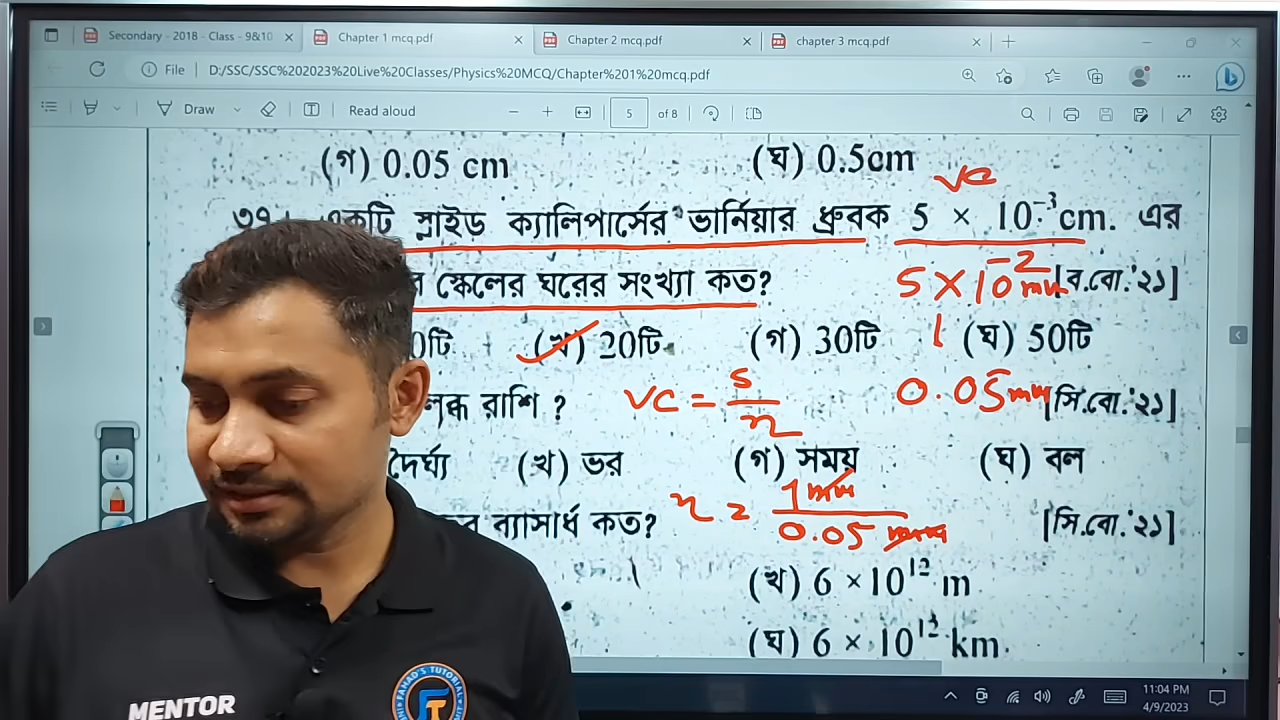 Secondary - 2018 - Class - 9&10
Chapter 1 mcq.pdf
Chapter 2 mcq.pdf
chapter 3 mcq.pdf
File D:/SSC/SSC%202023%20Live%20Classes/Physics%20MCQ/Chapter%201%20mcq.pdf
Draw
Read aloud
5 of 8
(গ) 0.05 cm (ঘ) 0.5cm
vc
৩৭। একটি স্লাইড ক্যালিপার্সের ভার্নিয়ার ধ্রুবক 5 × 10⁻³cm. এর
স্কেলের ঘরের সংখ্যা কত? [ব.বো.'২১]
5 × 10⁻² mm
0টি (খ) 20টি (গ) 30টি (ঘ) 50টি
লব্ধ রাশি ? [সি.বো.'২১]
vc = s/n
0.05 mm
দৈর্ঘ্য (খ) ভর (গ) সময় (ঘ) বল
n = 1 mm / 0.05 mm
ব্যাসার্ধ কত? [সি.বো.'২১]
(খ) 6 ×10¹² m
(ঘ) 6 × 10¹² km.
MENTOR
FT
11:04 PM
4/9/2023